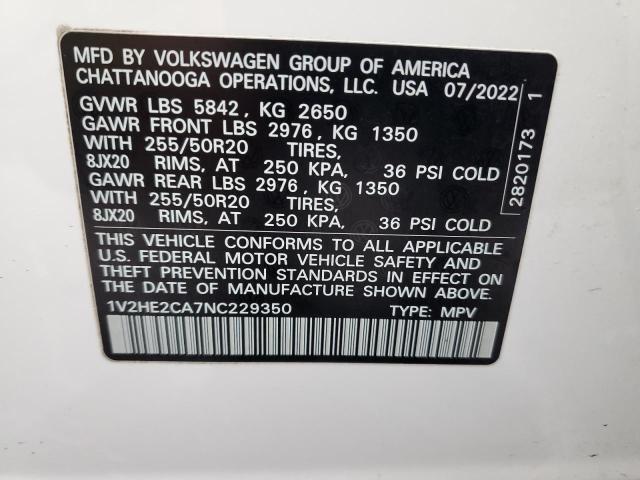 MFD BY VOLKSWAGEN GROUP OF AMERICA
CHATTANOOGA OPERATIONS, LLC. USA 07/2022
GVWR LBS 5842, KG 2650
GAWR FRONT LBS 2976, KG 1350
WITH 255/50R20 TIRES,
8JX20 RIMS, AT 250 KPA, 36 PSI COLD
GAWR REAR LBS 2976, KG 1350
WITH 255/50R20 TIRES,
8JX20 RIMS, AT 250 KPA, 36 PSI COLD
THIS VEHICLE CONFORMS TO ALL APPLICABLE
U.S. FEDERAL MOTOR VEHICLE SAFETY AND
THEFT PREVENTION STANDARDS IN EFFECT ON
THE DATE OF MANUFACTURE SHOWN ABOVE.
1V2HE2CA7NC229350 TYPE: MPV
2820173 1